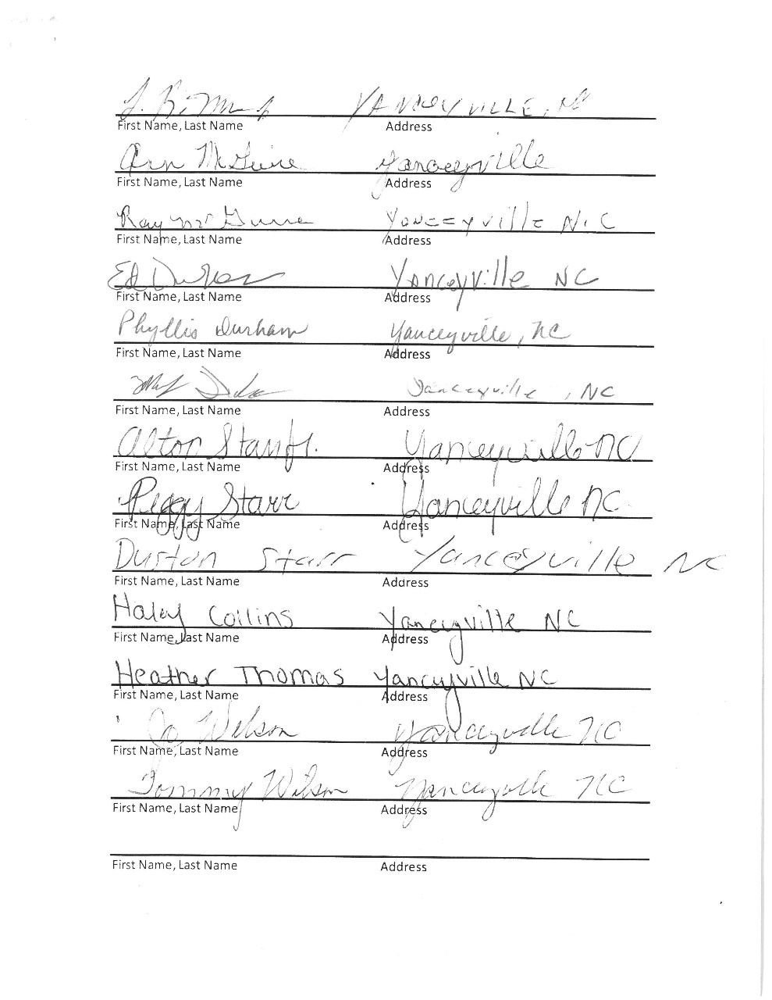 J. B. YANCEYVILLE, NC
First Name, Last Name Address
Ann McGuire Yanceyville
First Name, Last Name Address
Ray McGuire Yanceyville N.C
First Name, Last Name Address
Ed Yanceyville NC
First Name, Last Name Address
Phyllis Durham Yanceyville, NC
First Name, Last Name Address
Yanceyville, NC
First Name, Last Name Address
Alton Starr Jr. Yanceyville NC
First Name, Last Name Address
Peggy Starr Yanceyville NC
First Name, Last Name Address
Duston Starr Yanceyville NC
First Name, Last Name Address
Haley Collins Yanceyville NC
First Name, Last Name Address
Heather Thomas Yancyville NC
First Name, Last Name Address
Jo Wilson Yanceyville NC
First Name, Last Name Address
Tommy Wilson Yanceyville NC
First Name, Last Name Address
First Name, Last Name Address